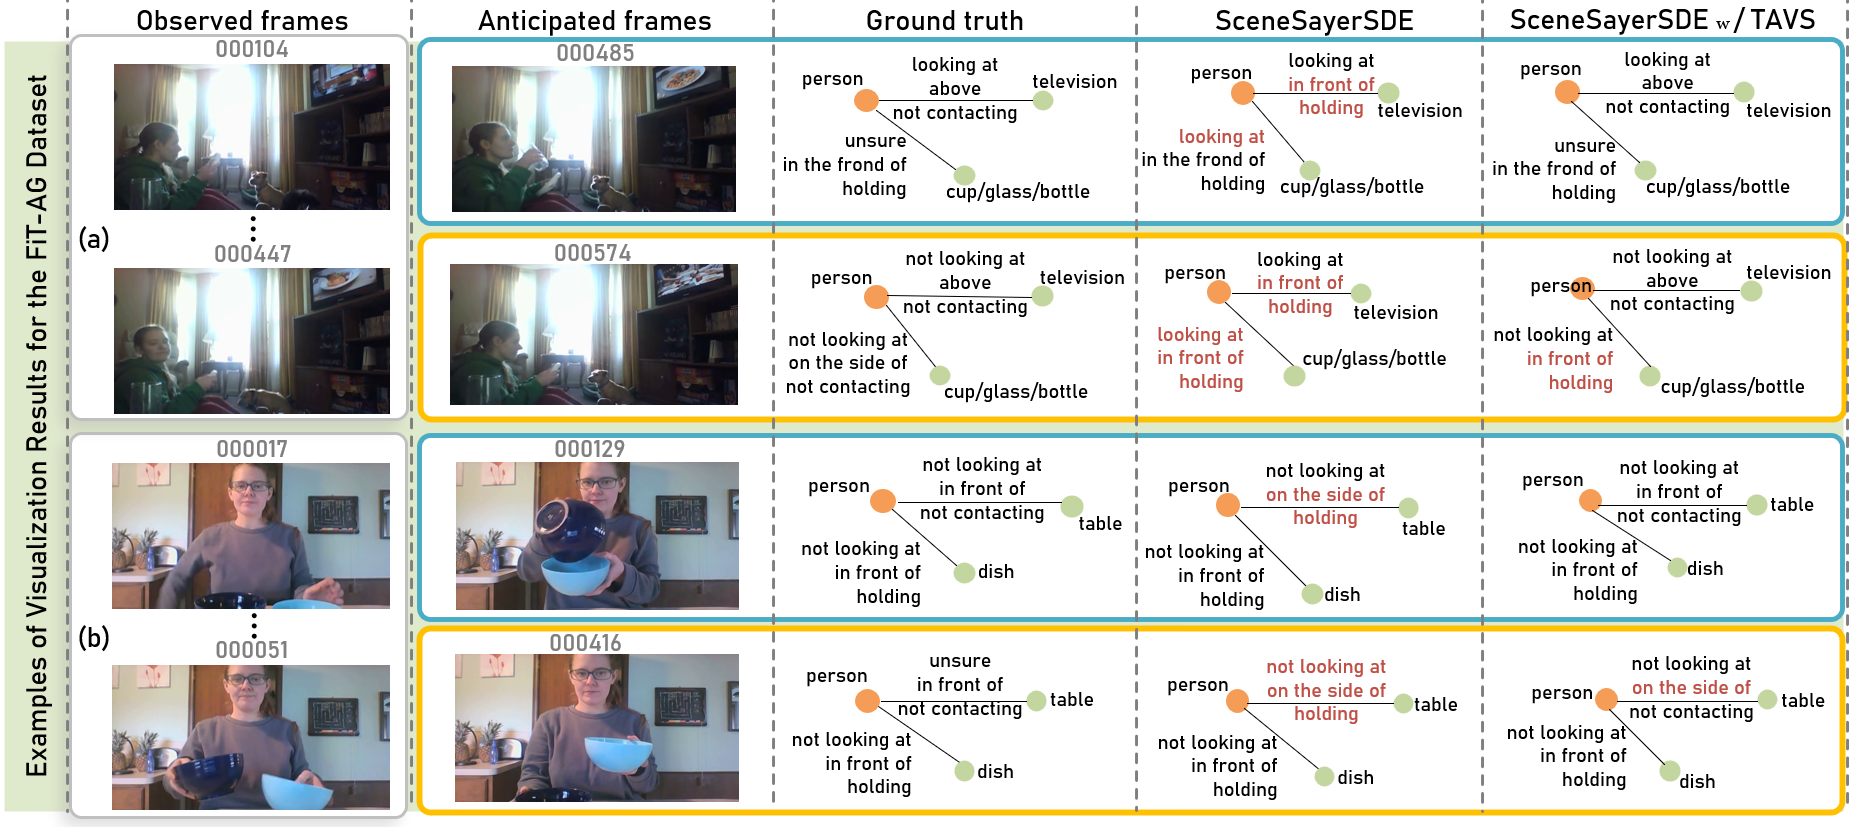 Examples of Visualization Results for the FiT-AG Dataset
Observed frames
Anticipated frames
Ground truth
SceneSayerSDE
SceneSayerSDE w/ TAVS
(a)
000104
000447
000485
person
looking at
above
not contacting
television
unsure
in the frond of
holding
cup/glass/bottle
person
looking at
in front of
holding
television
looking at
in the frond of
holding
cup/glass/bottle
person
looking at
above
not contacting
television
unsure
in the frond of
holding
cup/glass/bottle
000574
person
not looking at
above
not contacting
television
not looking at
on the side of
not contacting
cup/glass/bottle
person
looking at
in front of
holding
television
looking at
in front of
holding
cup/glass/bottle
person
not looking at
above
not contacting
television
not looking at
in front of
holding
cup/glass/bottle
(b)
000017
000051
000129
person
not looking at
in front of
not contacting
table
not looking at
in front of
holding
dish
person
not looking at
on the side of
holding
table
not looking at
in front of
holding
dish
person
not looking at
in front of
not contacting
table
not looking at
in front of
holding
dish
000416
person
unsure
in front of
not contacting
table
not looking at
in front of
holding
dish
person
not looking at
on the side of
holding
table
not looking at
in front of
holding
dish
person
not looking at
on the side of
not contacting
table
not looking at
in front of
holding
dish